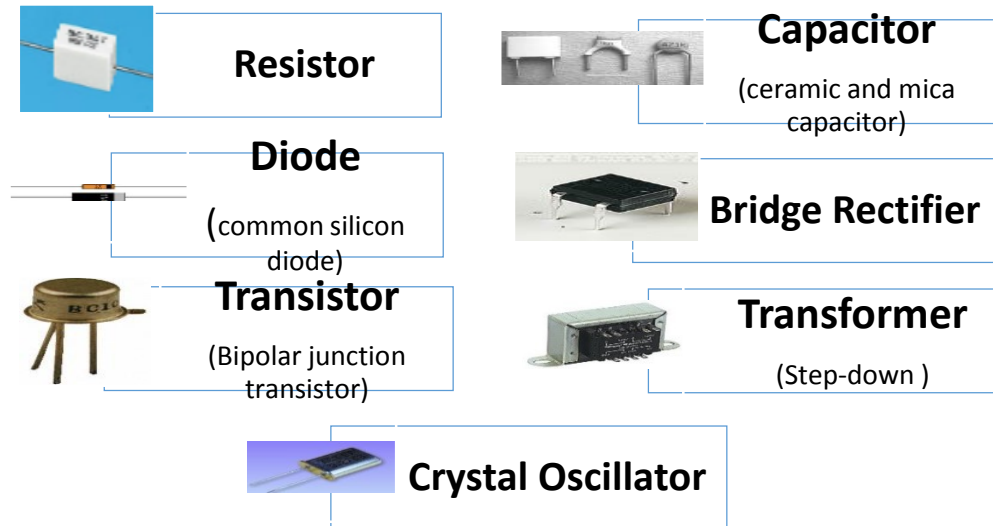 Resistor
Capacitor
(ceramic and mica
capacitor)
Diode
(common silicon
diode)
Bridge Rectifier
Transistor
(Bipolar junction
transistor)
Transformer
(Step-down )
Crystal Oscillator